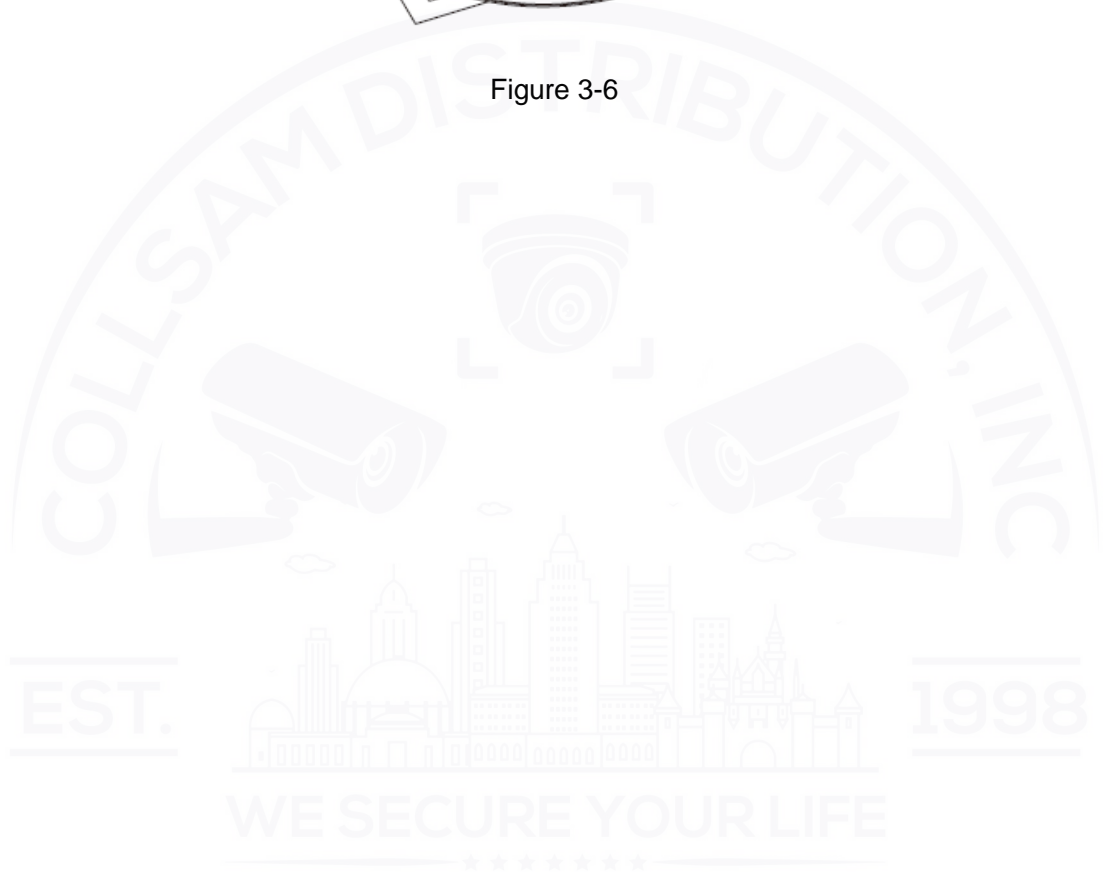 Figure 3-6
COLLSAM DISTRIBUTION, INC
EST.
1998
WE SECURE YOUR LIFE